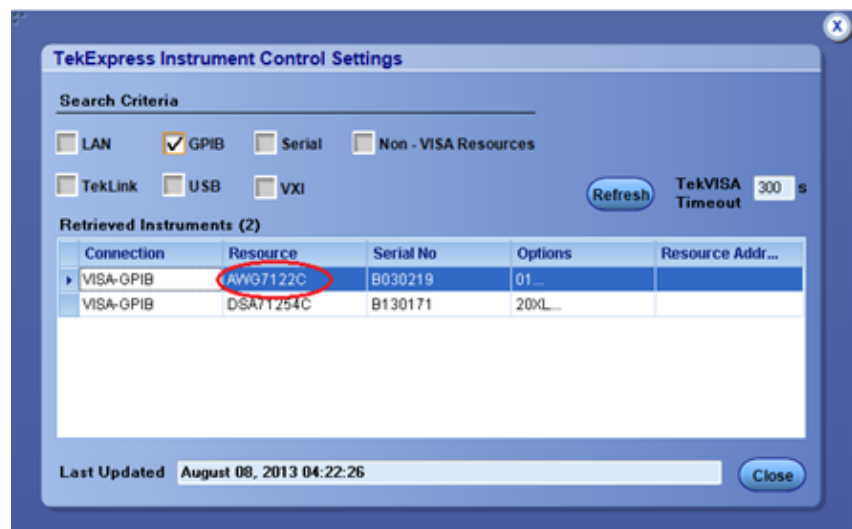 TekExpress Instrument Control Settings
Search Criteria
LAN GPIB Serial Non - VISA Resources
TekLink USB VXI Refresh TekVISA Timeout 300 s
Retrieved Instruments (2)
Connection Resource Serial No Options Resource Addr...
VISA-GPIB AWG7122C B030219 01...
VISA-GPIB DSA71254C B130171 20XL...
Last Updated August 08, 2013 04:22:26 Close